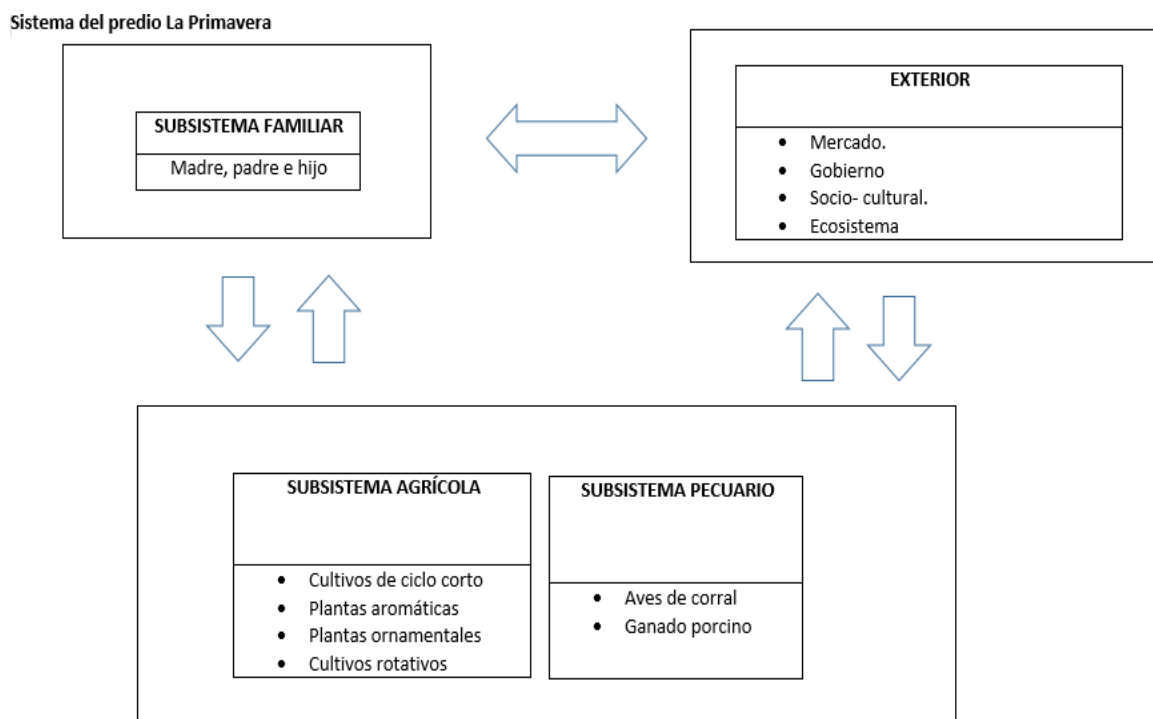 Sistema del predio La Primavera
SUBSISTEMA FAMILIAR
Madre, padre e hijo
EXTERIOR
• Mercado.
• Gobierno
• Socio- cultural.
• Ecosistema
SUBSISTEMA AGRÍCOLA
• Cultivos de ciclo corto
• Plantas aromáticas
• Plantas ornamentales
• Cultivos rotativos
SUBSISTEMA PECUARIO
• Aves de corral
• Ganado porcino